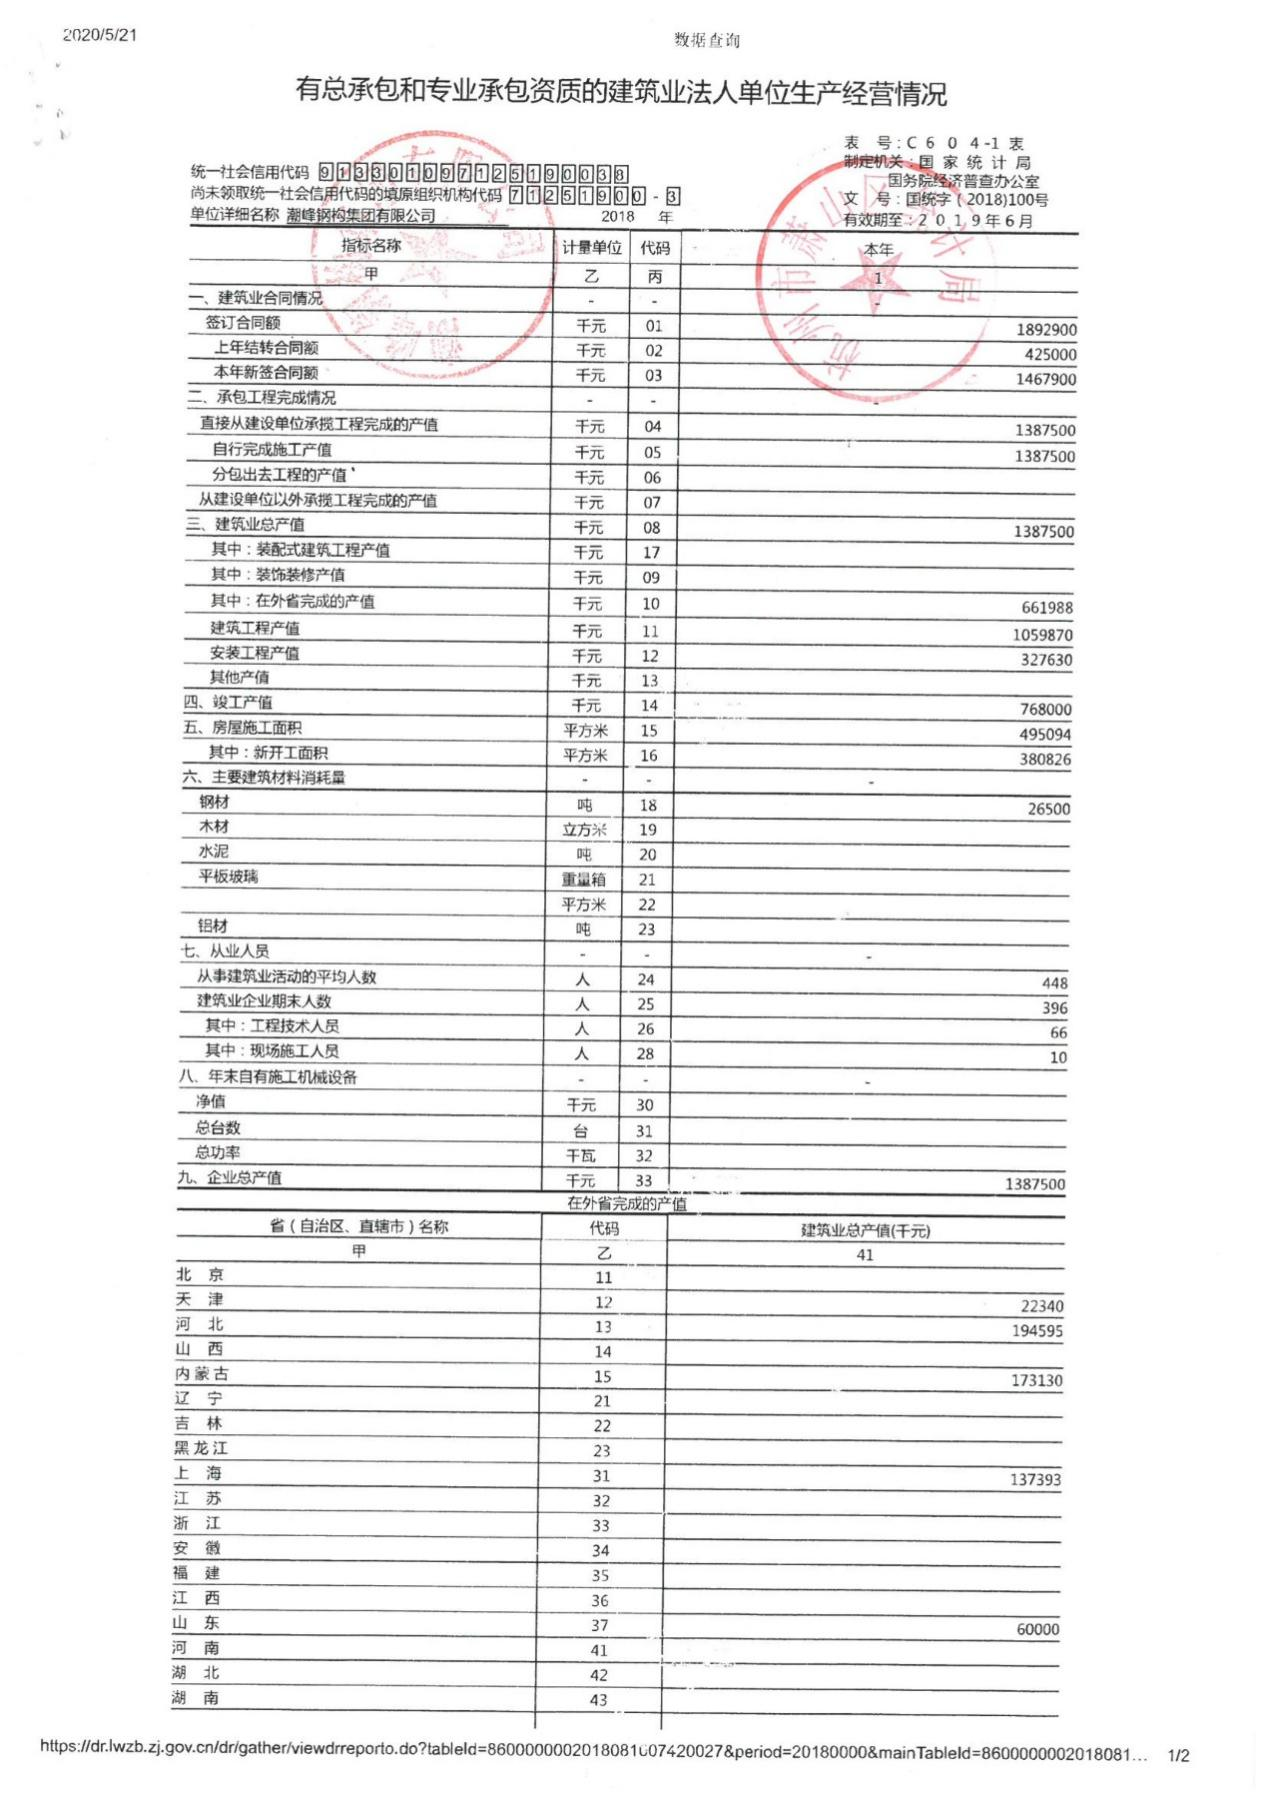 2020/5/21
数据查询
有总承包和专业承包资质的建筑业法人单位生产经营情况
表 号:C 6 0 4-1 表
统一社会信用代码 913301097125190038 制定机关:国 家 统 计 局
国务院经济普查办公室
尚未领取统一社会信用代码的填原组织机构代码 71251900-3 文 号:国统字(2018)100号
单位详细名称 潮峰钢构集团有限公司 2018 年 有效期至:2 0 1 9 年 6 月
指标名称 计量单位 代码 本年
甲 乙 丙 1
一、建筑业合同情况 - - -
签订合同额 千元 01 1892900
上年结转合同额 千元 02 425000
本年新签合同额 千元 03 1467900
二、承包工程完成情况 - - -
直接从建设单位承揽工程完成的产值 千元 04 1387500
自行完成施工产值 千元 05 1387500
分包出去工程的产值 千元 06
从建设单位以外承揽工程完成的产值 千元 07
三、建筑业总产值 千元 08 1387500
其中:装配式建筑工程产值 千元 17
其中:装饰装修产值 千元 09
其中:在外省完成的产值 千元 10 661988
建筑工程产值 千元 11 1059870
安装工程产值 千元 12 327630
其他产值 千元 13
四、竣工产值 千元 14 768000
五、房屋施工面积 平方米 15 495094
其中:新开工面积 平方米 16 380826
六、主要建筑材料消耗量 - - -
钢材 吨 18 26500
木材 立方米 19
水泥 吨 20
平板玻璃 重量箱 21
平方米 22
铝材 吨 23
七、从业人员 - - -
从事建筑业活动的平均人数 人 24 448
建筑业企业期末人数 人 25 396
其中:工程技术人员 人 26 66
其中:现场施工人员 人 28 10
八、年末自有施工机械设备 - - -
净值 千元 30
总台数 台 31
总功率 千瓦 32
九、企业总产值 千元 33 1387500
在外省完成的产值
省(自治区、直辖市)名称 代码 建筑业总产值(千元)
甲 乙 41
北 京 11
天 津 12 22340
河 北 13 194595
山 西 14
内蒙古 15 173130
辽 宁 21
吉 林 22
黑龙江 23
上 海 31 137393
江 苏 32
浙 江 33
安 徽 34
福 建 35
江 西 36
山 东 37 60000
河 南 41
湖 北 42
湖 南 43
杭州市萧山区统计局
https://dr.lwzb.zj.gov.cn/dr/gather/viewdrreporto.do?tableId=8600000002018081007420027&period=20180000&mainTableId=8600000002018081... 1/2